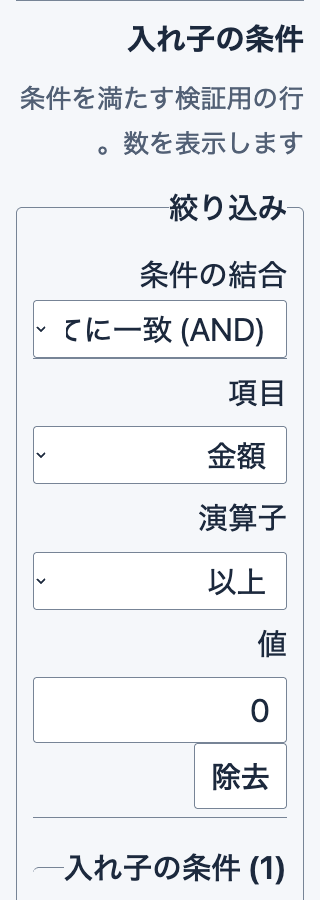 入れ子の条件
条件を満たす検証用の行
数を表示します。
絞り込み
条件の結合
てに一致 (AND)
項目
金額
演算子
以上
値
0
除去
入れ子の条件 (1)